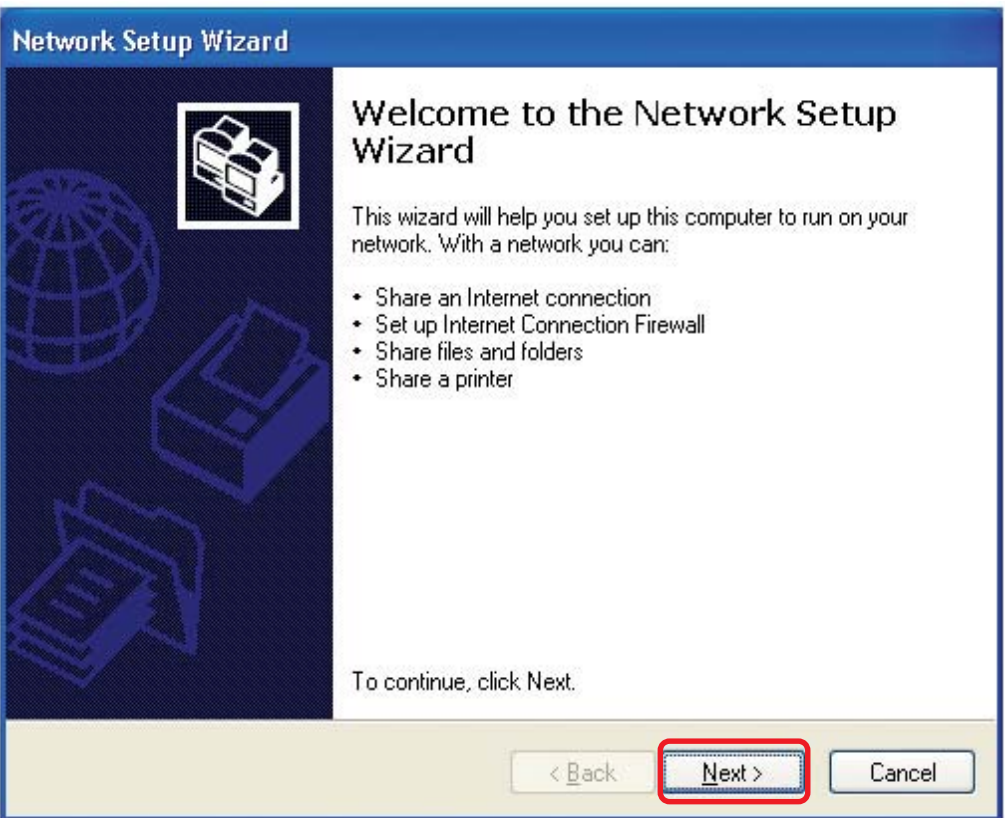 Network Setup Wizard
Welcome to the Network Setup
Wizard
This wizard will help you set up this computer to run on your
network. With a network you can:
• Share an Internet connection
• Set up Internet Connection Firewall
• Share files and folders
• Share a printer
To continue, click Next.
< Back
Next >
Cancel